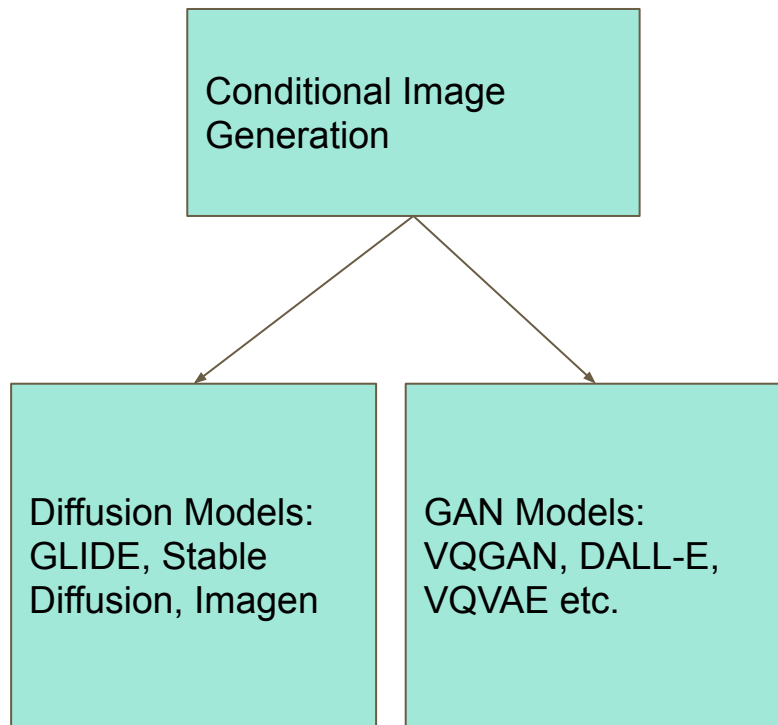 Conditional Image
Generation
Diffusion Models:
GLIDE, Stable
Diffusion, Imagen
GAN Models:
VQGAN, DALL-E,
VQVAE etc.